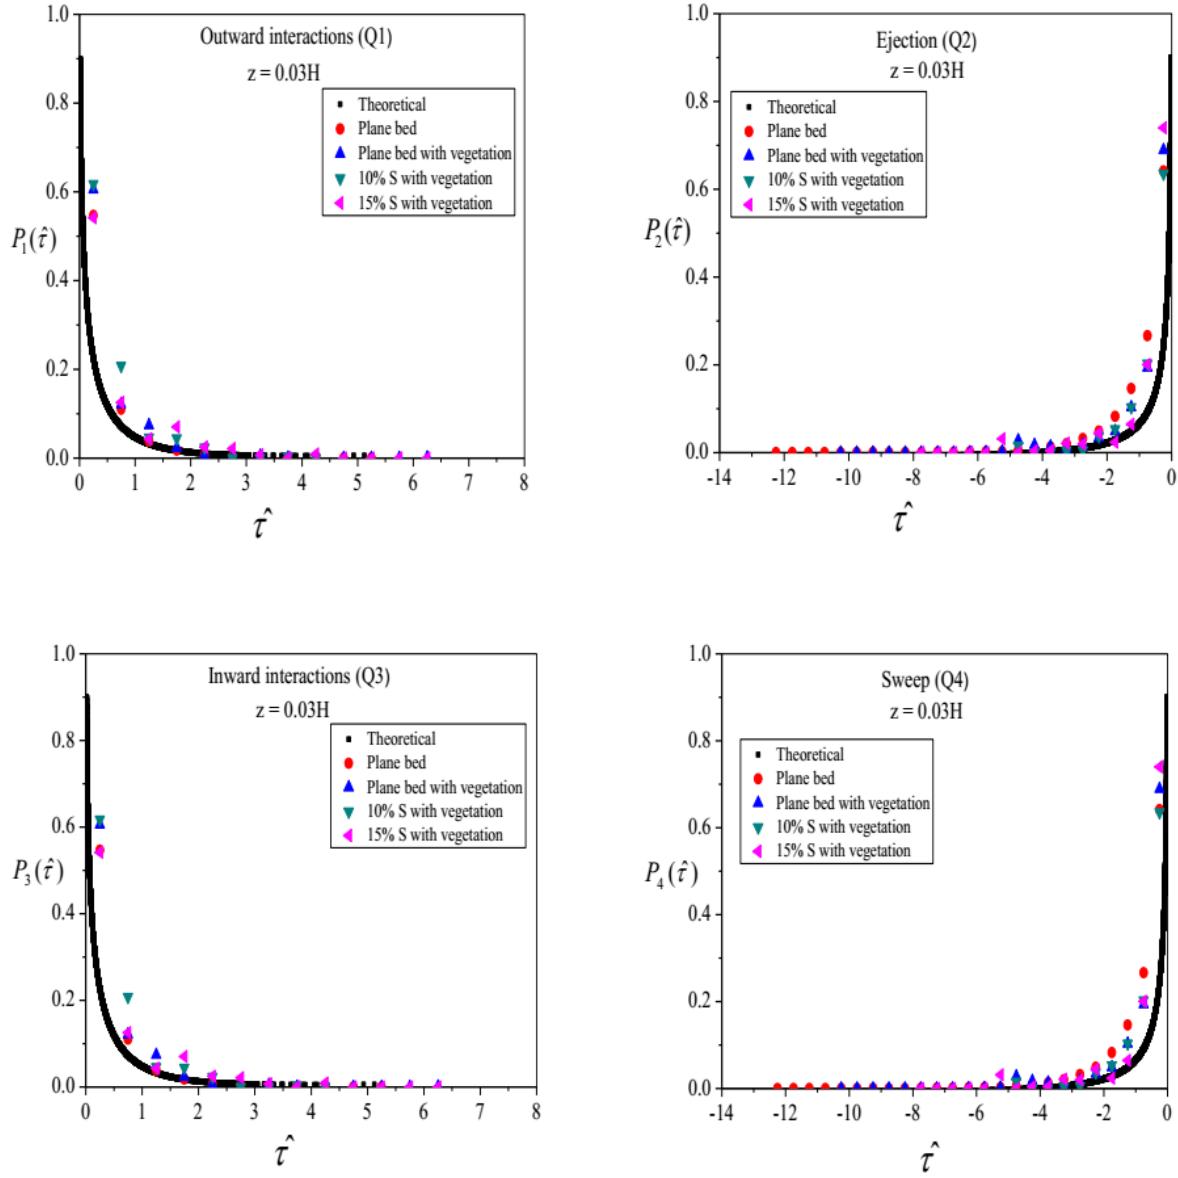 Outward interactions (Q1)
z = 0.03H
Theoretical
Plane bed
Plane bed with vegetation
10% S with vegetation
15% S with vegetation
P₁(τ̂)
1.0
0.8
0.6
0.4
0.2
0.0
0 1 2 3 4 5 6 7 8
τ̂
Ejection (Q2)
z = 0.03H
Theoretical
Plane bed
Plane bed with vegetation
10% S with vegetation
15% S with vegetation
P₂(τ̂)
1.0
0.8
0.6
0.4
0.2
0.0
-14 -12 -10 -8 -6 -4 -2 0
τ̂
Inward interactions (Q3)
z = 0.03H
Theoretical
Plane bed
Plane bed with vegetation
10% S with vegetation
15% S with vegetation
P₃(τ̂)
1.0
0.8
0.6
0.4
0.2
0.0
0 1 2 3 4 5 6 7 8
τ̂
Sweep (Q4)
z = 0.03H
Theoretical
Plane bed
Plane bed with vegetation
10% S with vegetation
15% S with vegetation
P₄(τ̂)
1.0
0.8
0.6
0.4
0.2
0.0
-14 -12 -10 -8 -6 -4 -2 0
τ̂